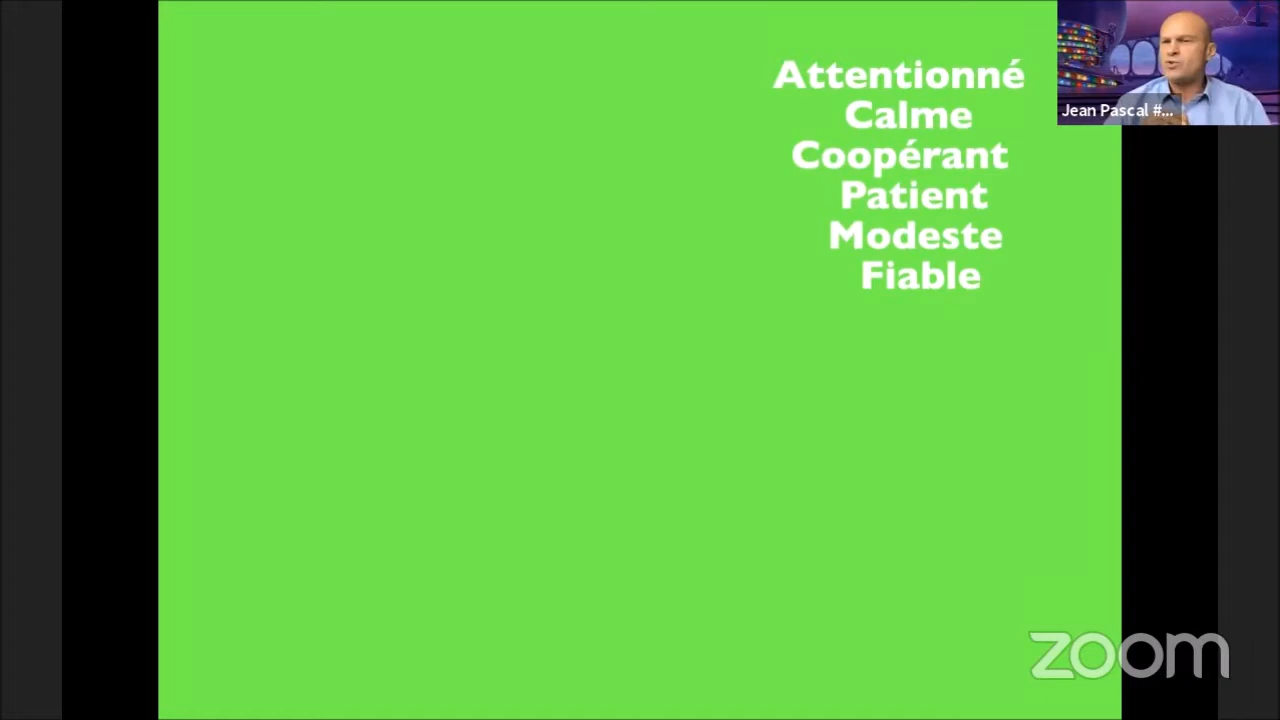 Attentionné
Calme
Coopérant
Patient
Modeste
Fiable
Jean Pascal #...
zoom